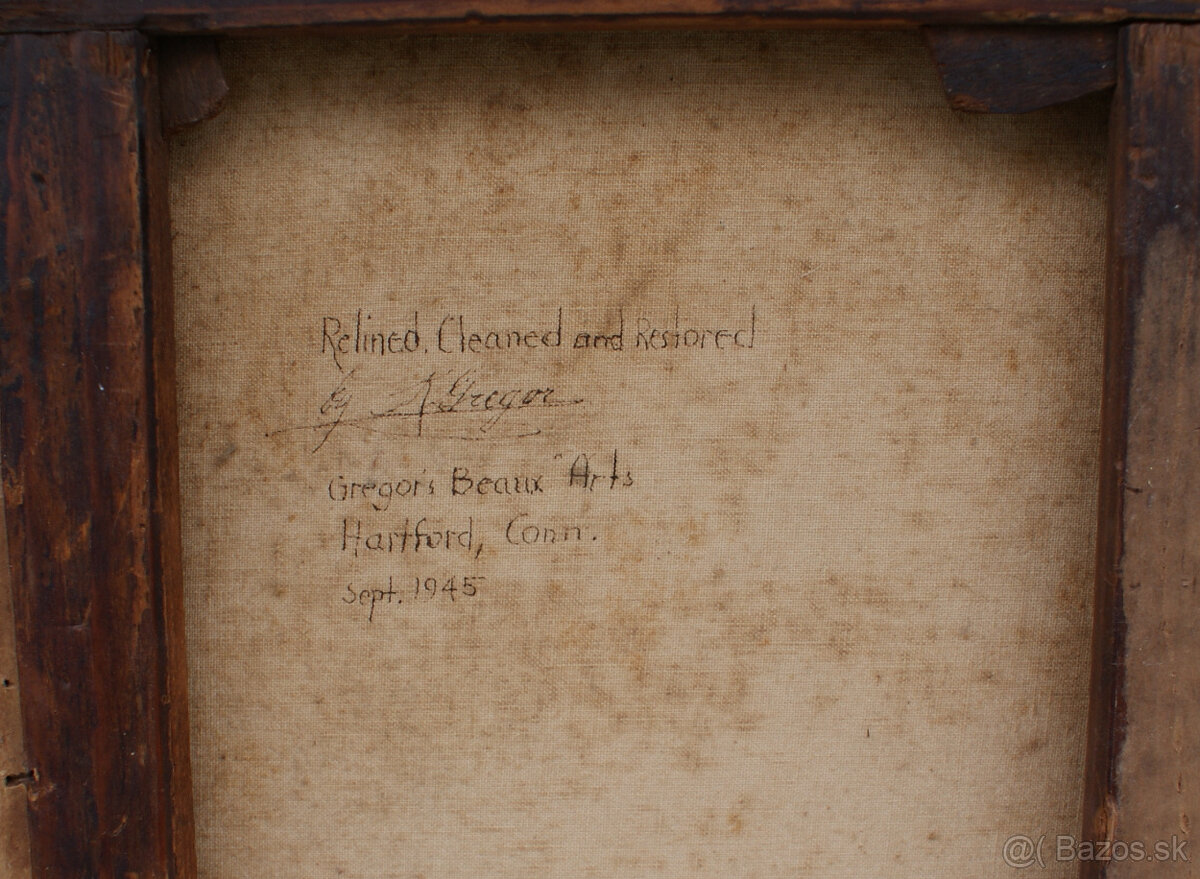 Relined. Cleaned and Restored
by K. Gregor
Gregor's Beaux Arts
Hartford, Conn.
Sept. 1945
@( Bazos.sk